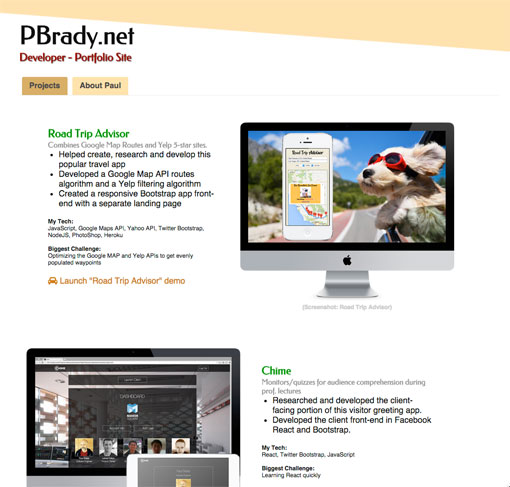 PBrady.net
Developer - Portfolio Site
Projects
About Paul
Road Trip Advisor
Combines Google Map Routes and Yelp 5-star sites.
• Helped create, research and develop this
popular travel app
• Developed a Google Map API routes
algorithm and a Yelp filtering algorithm
• Created a responsive Bootstrap app front-
end with a separate landing page
My Tech:
JavaScript, Google Maps API, Yahoo API, Twitter Bootstrap,
NodeJS, PhotoShop, Heroku
Biggest Challenge:
Optimizing the Google MAP and Yelp APIs to get evenly
populated waypoints
Launch "Road Trip Advisor" demo
Road Trip Advisor
(Screenshot: Road Trip Advisor)
DASHBOARD
Chime
Monitors/quizzes for audience comprehension during
prof. lectures
• Researched and developed the client-
facing portion of this visitor greeting app.
• Developed the client front-end in Facebook
React and Bootstrap.
My Tech:
React, Twitter Bootstrap, JavaScript
Biggest Challenge:
Learning React quickly